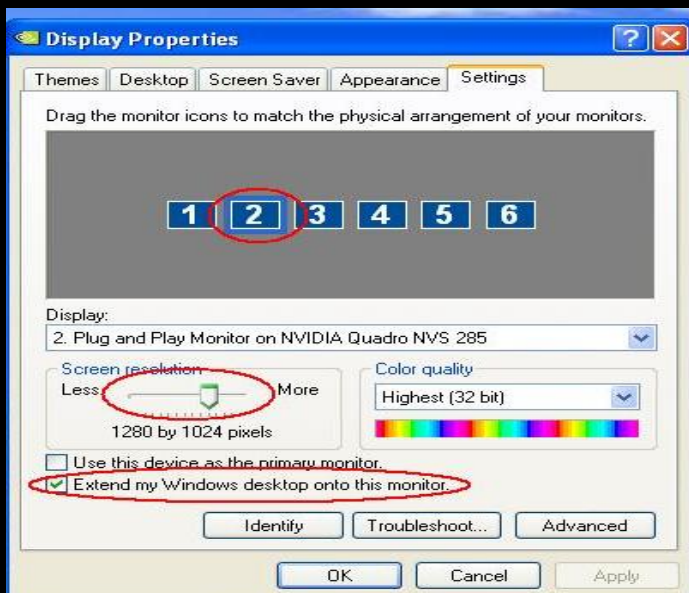 Display Properties
Themes Desktop Screen Saver Appearance Settings
Drag the monitor icons to match the physical arrangement of your monitors.
1 2 3 4 5 6
Display:
2. Plug and Play Monitor on NVIDIA Quadro NVS 285
Screen resolution Color quality
Less More Highest (32 bit)
1280 by 1024 pixels
Use this device as the primary monitor.
Extend my Windows desktop onto this monitor.
Identify Troubleshoot... Advanced
OK Cancel Apply